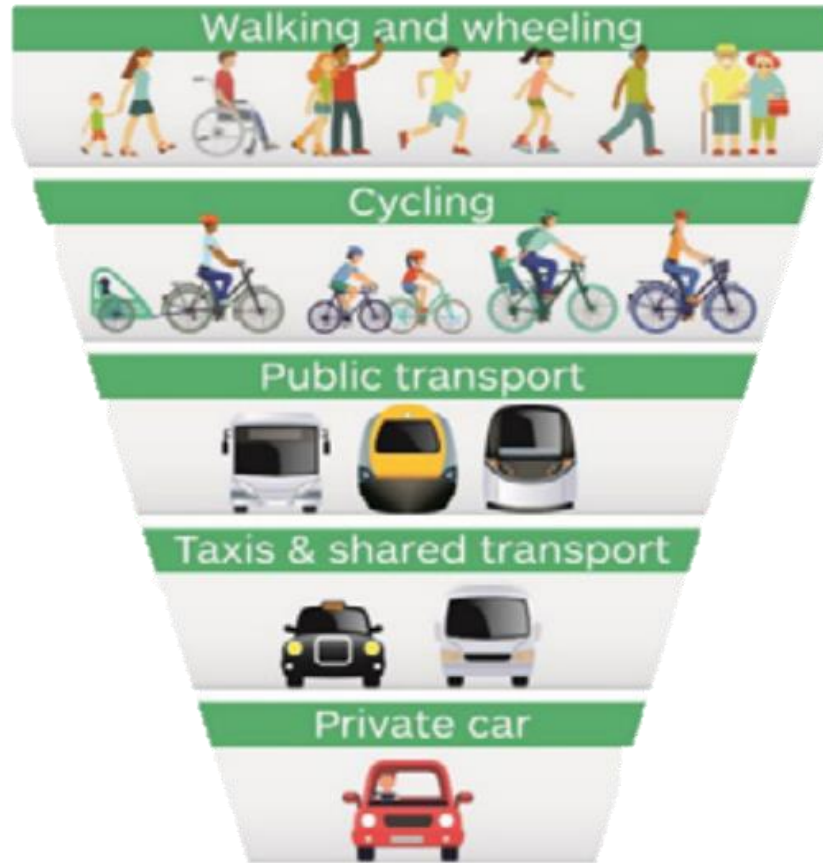 Walking and wheeling
Cycling
Public transport
Taxis & shared transport
Private car